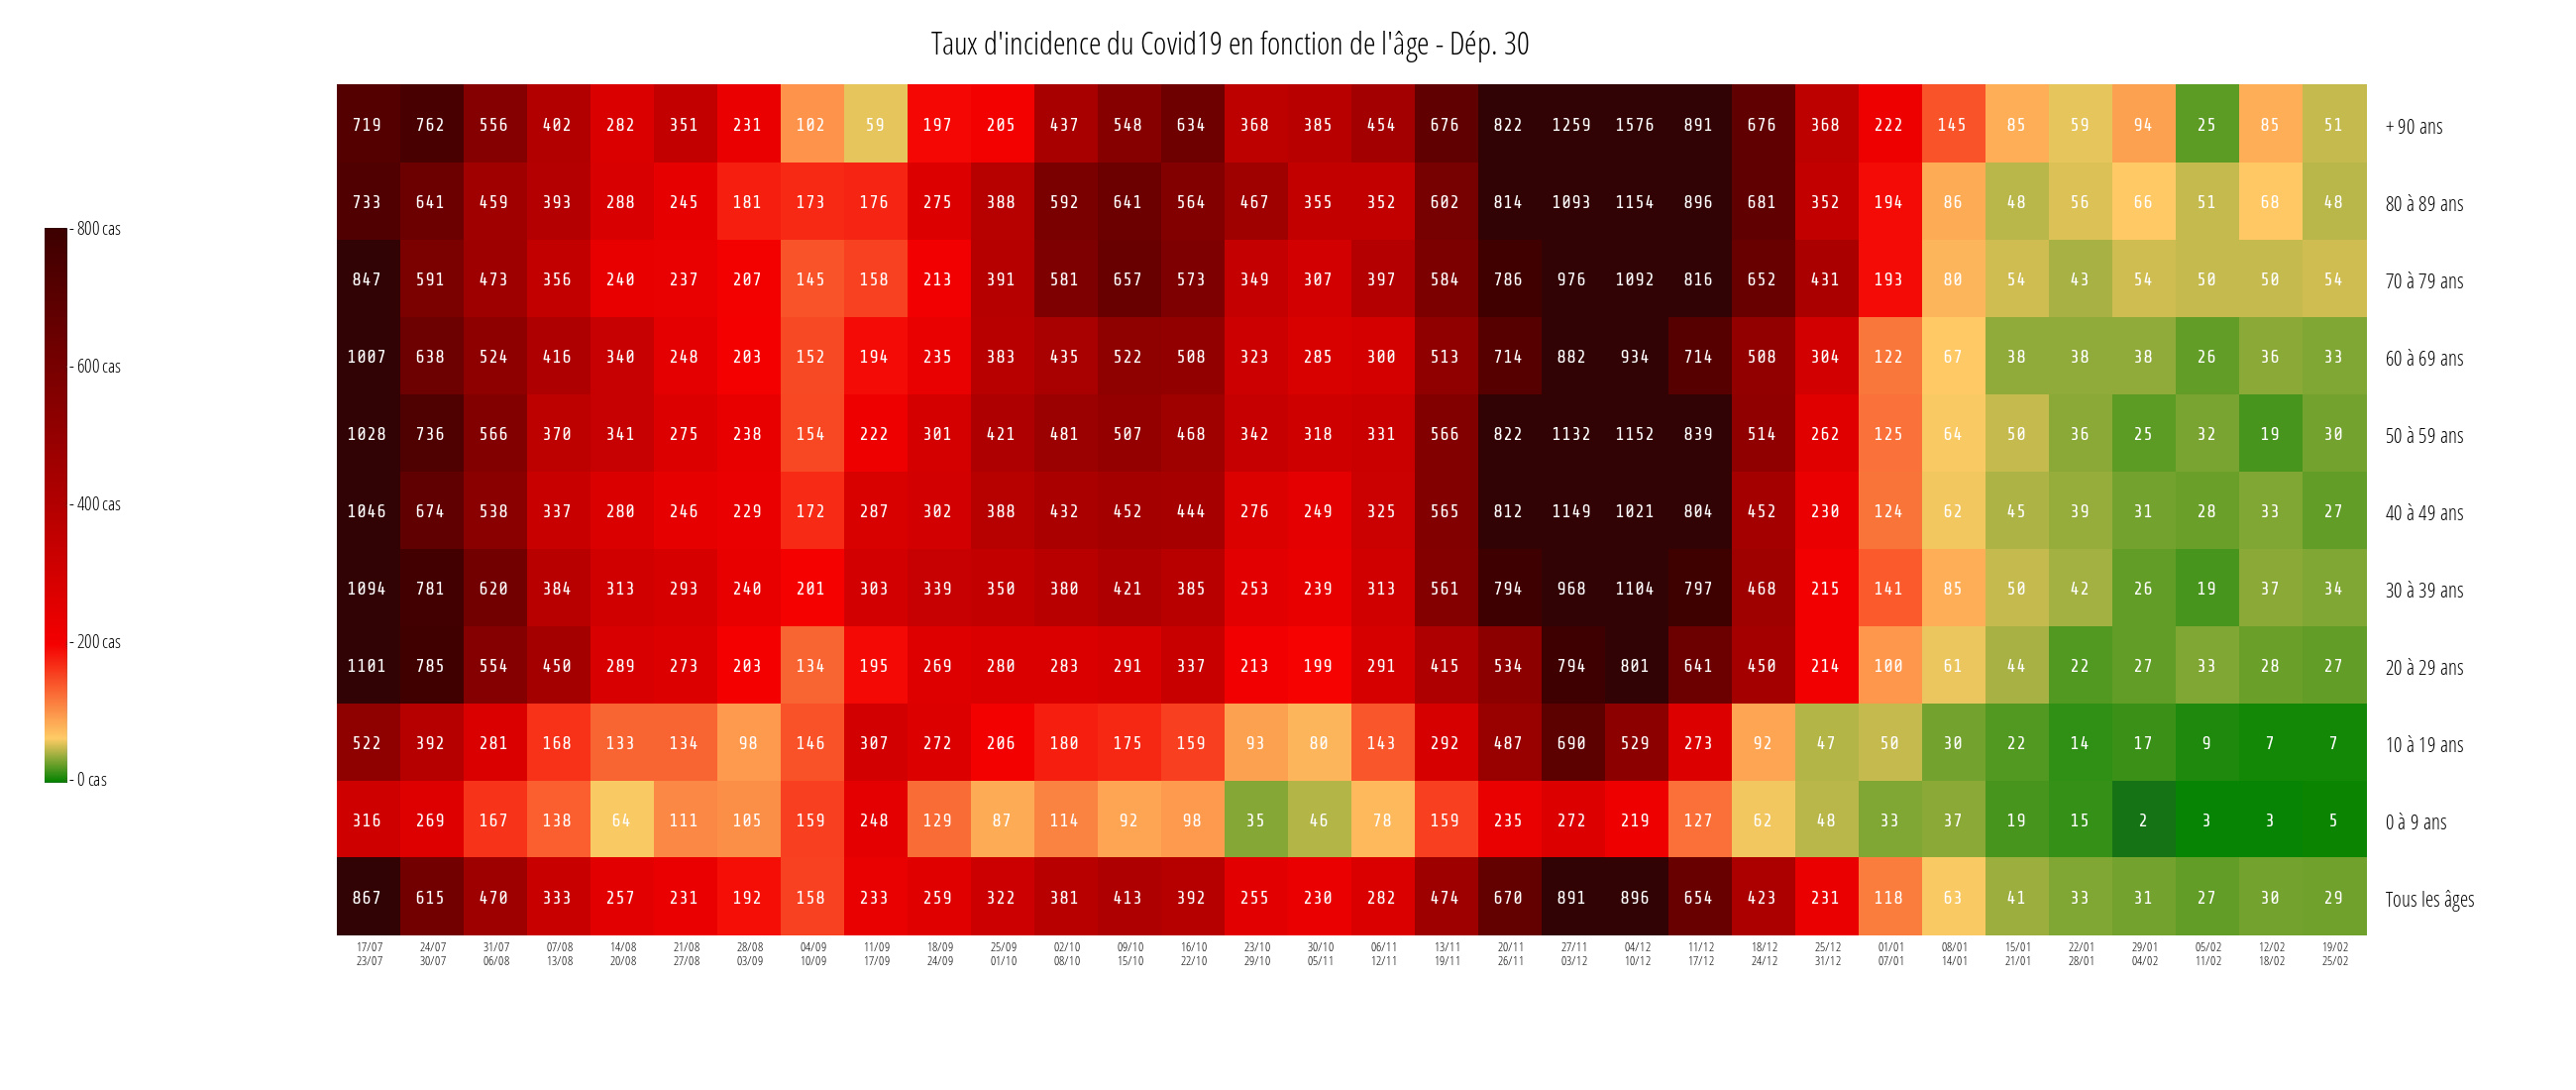 Taux d'incidence du Covid19 en fonction de l'âge - Dép. 30
719 762 556 402 282 351 231 102 59 197 205 437 548 634 368 385 454 676 822 1259 1576 891 676 368 222 145 85 59 94 25 85 51 + 90 ans
733 641 459 393 288 245 181 173 176 275 388 592 641 564 467 355 352 602 814 1093 1154 896 681 352 194 86 48 56 66 51 68 48 80 à 89 ans
- 800 cas
847 591 473 356 240 237 207 145 158 213 391 581 657 573 349 307 397 584 786 976 1092 816 652 431 193 80 54 43 54 50 50 54 70 à 79 ans
1007 638 524 416 340 248 203 152 194 235 383 435 522 508 323 285 300 513 714 882 934 714 508 304 122 67 38 38 38 26 36 33 60 à 69 ans
- 600 cas
1028 736 566 370 341 275 238 154 222 301 421 481 507 468 342 318 331 566 822 1132 1152 839 514 262 125 64 50 36 25 32 19 30 50 à 59 ans
- 400 cas
1046 674 538 337 280 246 229 172 287 302 388 432 452 444 276 249 325 565 812 1149 1021 804 452 230 124 62 45 39 31 28 33 27 40 à 49 ans
1094 781 620 384 313 293 240 201 303 339 350 380 421 385 253 239 313 561 794 968 1104 797 468 215 141 85 50 42 26 19 37 34 30 à 39 ans
- 200 cas
1101 785 554 450 289 273 203 134 195 269 280 283 291 337 213 199 291 415 534 794 801 641 450 214 100 61 44 22 27 33 28 27 20 à 29 ans
522 392 281 168 133 134 98 146 307 272 206 180 175 159 93 80 143 292 487 690 529 273 92 47 50 30 22 14 17 9 7 7 10 à 19 ans
- 0 cas
316 269 167 138 64 111 105 159 248 129 87 114 92 98 35 46 78 159 235 272 219 127 62 48 33 37 19 15 2 3 3 5 0 à 9 ans
867 615 470 333 257 231 192 158 233 259 322 381 413 392 255 230 282 474 670 891 896 654 423 231 118 63 41 33 31 27 30 29 Tous les âges
17/07 24/07 31/07 07/08 14/08 21/08 28/08 04/09 11/09 18/09 25/09 02/10 09/10 16/10 23/10 30/10 06/11 13/11 20/11 27/11 04/12 11/12 18/12 25/12 01/01 08/01 15/01 22/01 29/01 05/02 12/02 19/02
23/07 30/07 06/08 13/08 20/08 27/08 03/09 10/09 17/09 24/09 01/10 08/10 15/10 22/10 29/10 05/11 12/11 19/11 26/11 03/12 10/12 17/12 24/12 31/12 07/01 14/01 21/01 28/01 04/02 11/02 18/02 25/02